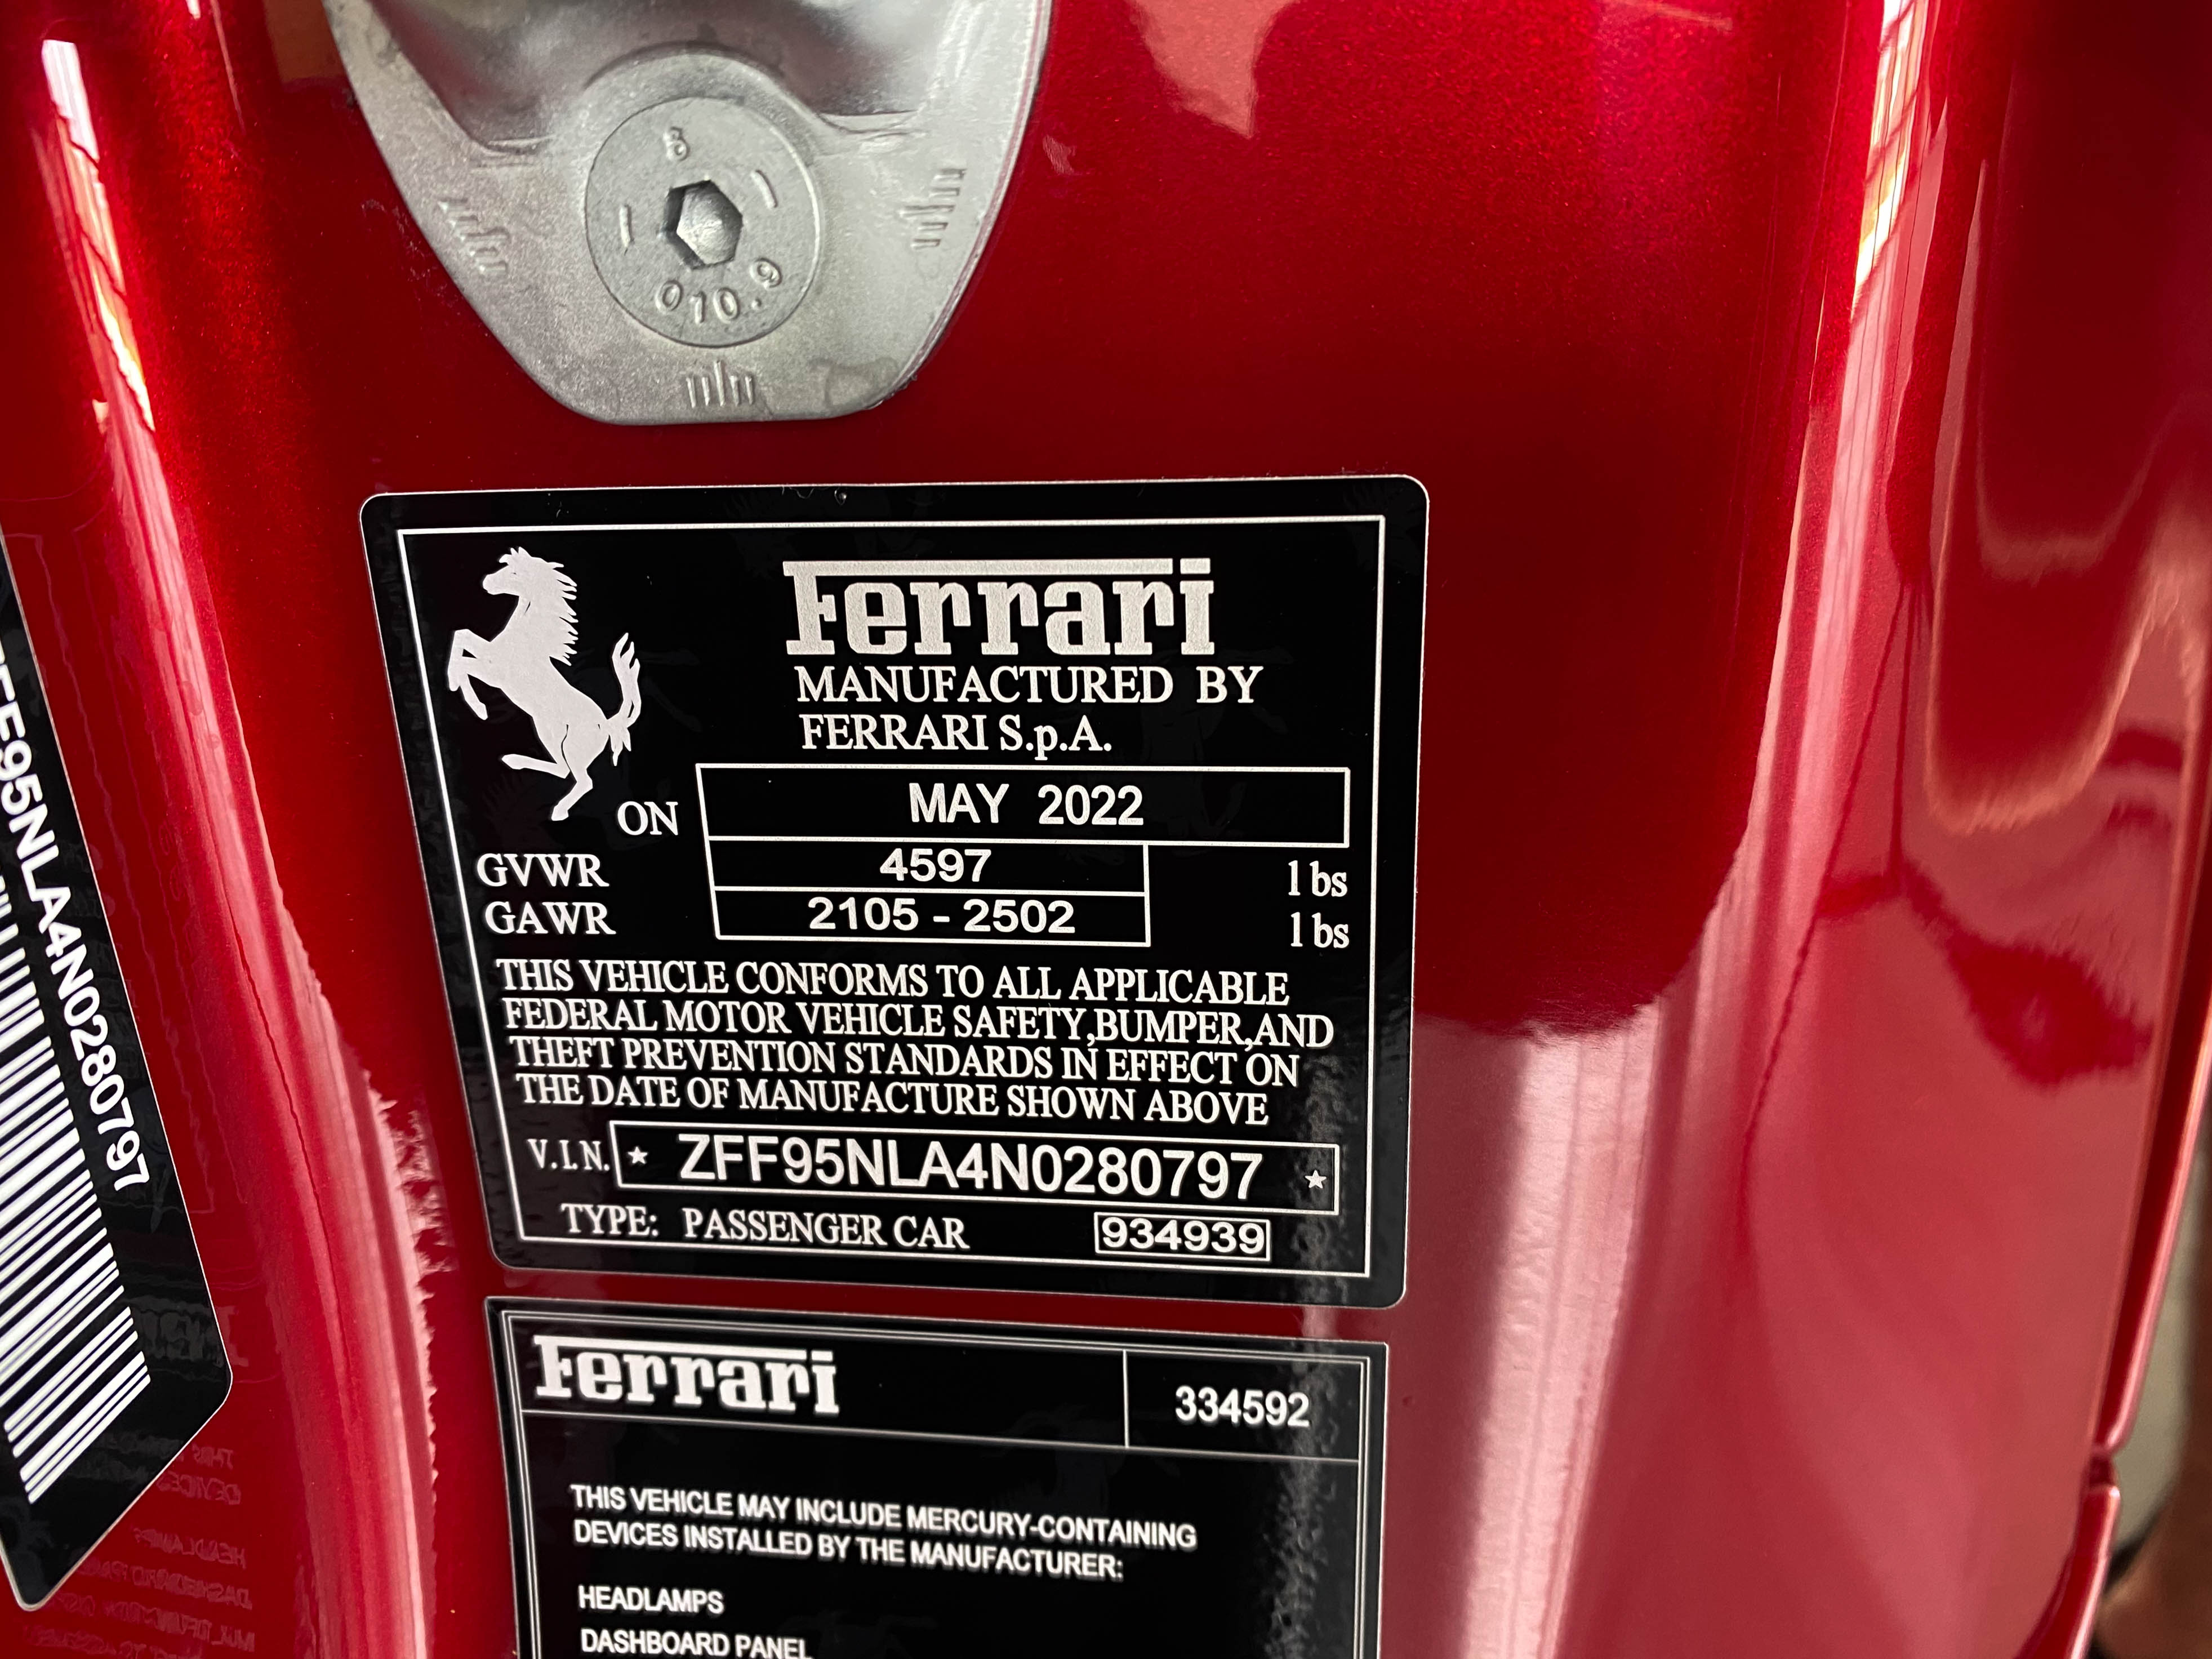 8
010.9
Ferrari
MANUFACTURED BY
FERRARI S.p.A.
ON MAY 2022
GVWR 4597 lbs
GAWR 2105 - 2502 lbs
THIS VEHICLE CONFORMS TO ALL APPLICABLE
FEDERAL MOTOR VEHICLE SAFETY,BUMPER,AND
THEFT PREVENTION STANDARDS IN EFFECT ON
THE DATE OF MANUFACTURE SHOWN ABOVE
V.I.N. * ZFF95NLA4N0280797 *
TYPE: PASSENGER CAR 934939
Ferrari 334592
THIS VEHICLE MAY INCLUDE MERCURY-CONTAINING
DEVICES INSTALLED BY THE MANUFACTURER:
HEADLAMPS
DASHBOARD PANEL
F95NLA4N0280797